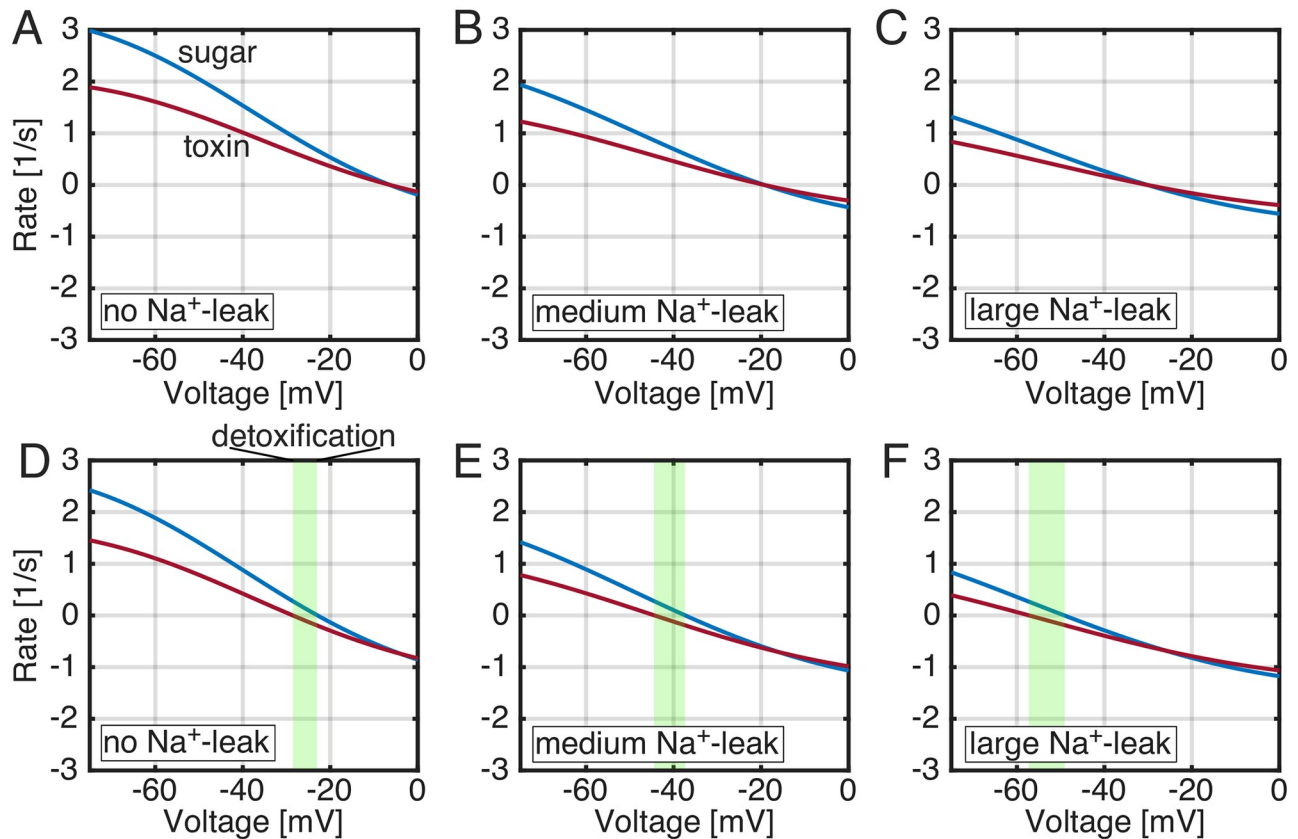 A
B
C
3
2
1
0
-1
-2
-3
Rate [1/s]
sugar
toxin
no Na⁺-leak
-60
-40
-20
0
Voltage [mV]
3
2
1
0
-1
-2
-3
medium Na⁺-leak
-60
-40
-20
0
Voltage [mV]
3
2
1
0
-1
-2
-3
large Na⁺-leak
-60
-40
-20
0
Voltage [mV]
detoxification
D
E
F
3
2
1
0
-1
-2
-3
Rate [1/s]
no Na⁺-leak
-60
-40
-20
0
Voltage [mV]
3
2
1
0
-1
-2
-3
medium Na⁺-leak
-60
-40
-20
0
Voltage [mV]
3
2
1
0
-1
-2
-3
large Na⁺-leak
-60
-40
-20
0
Voltage [mV]